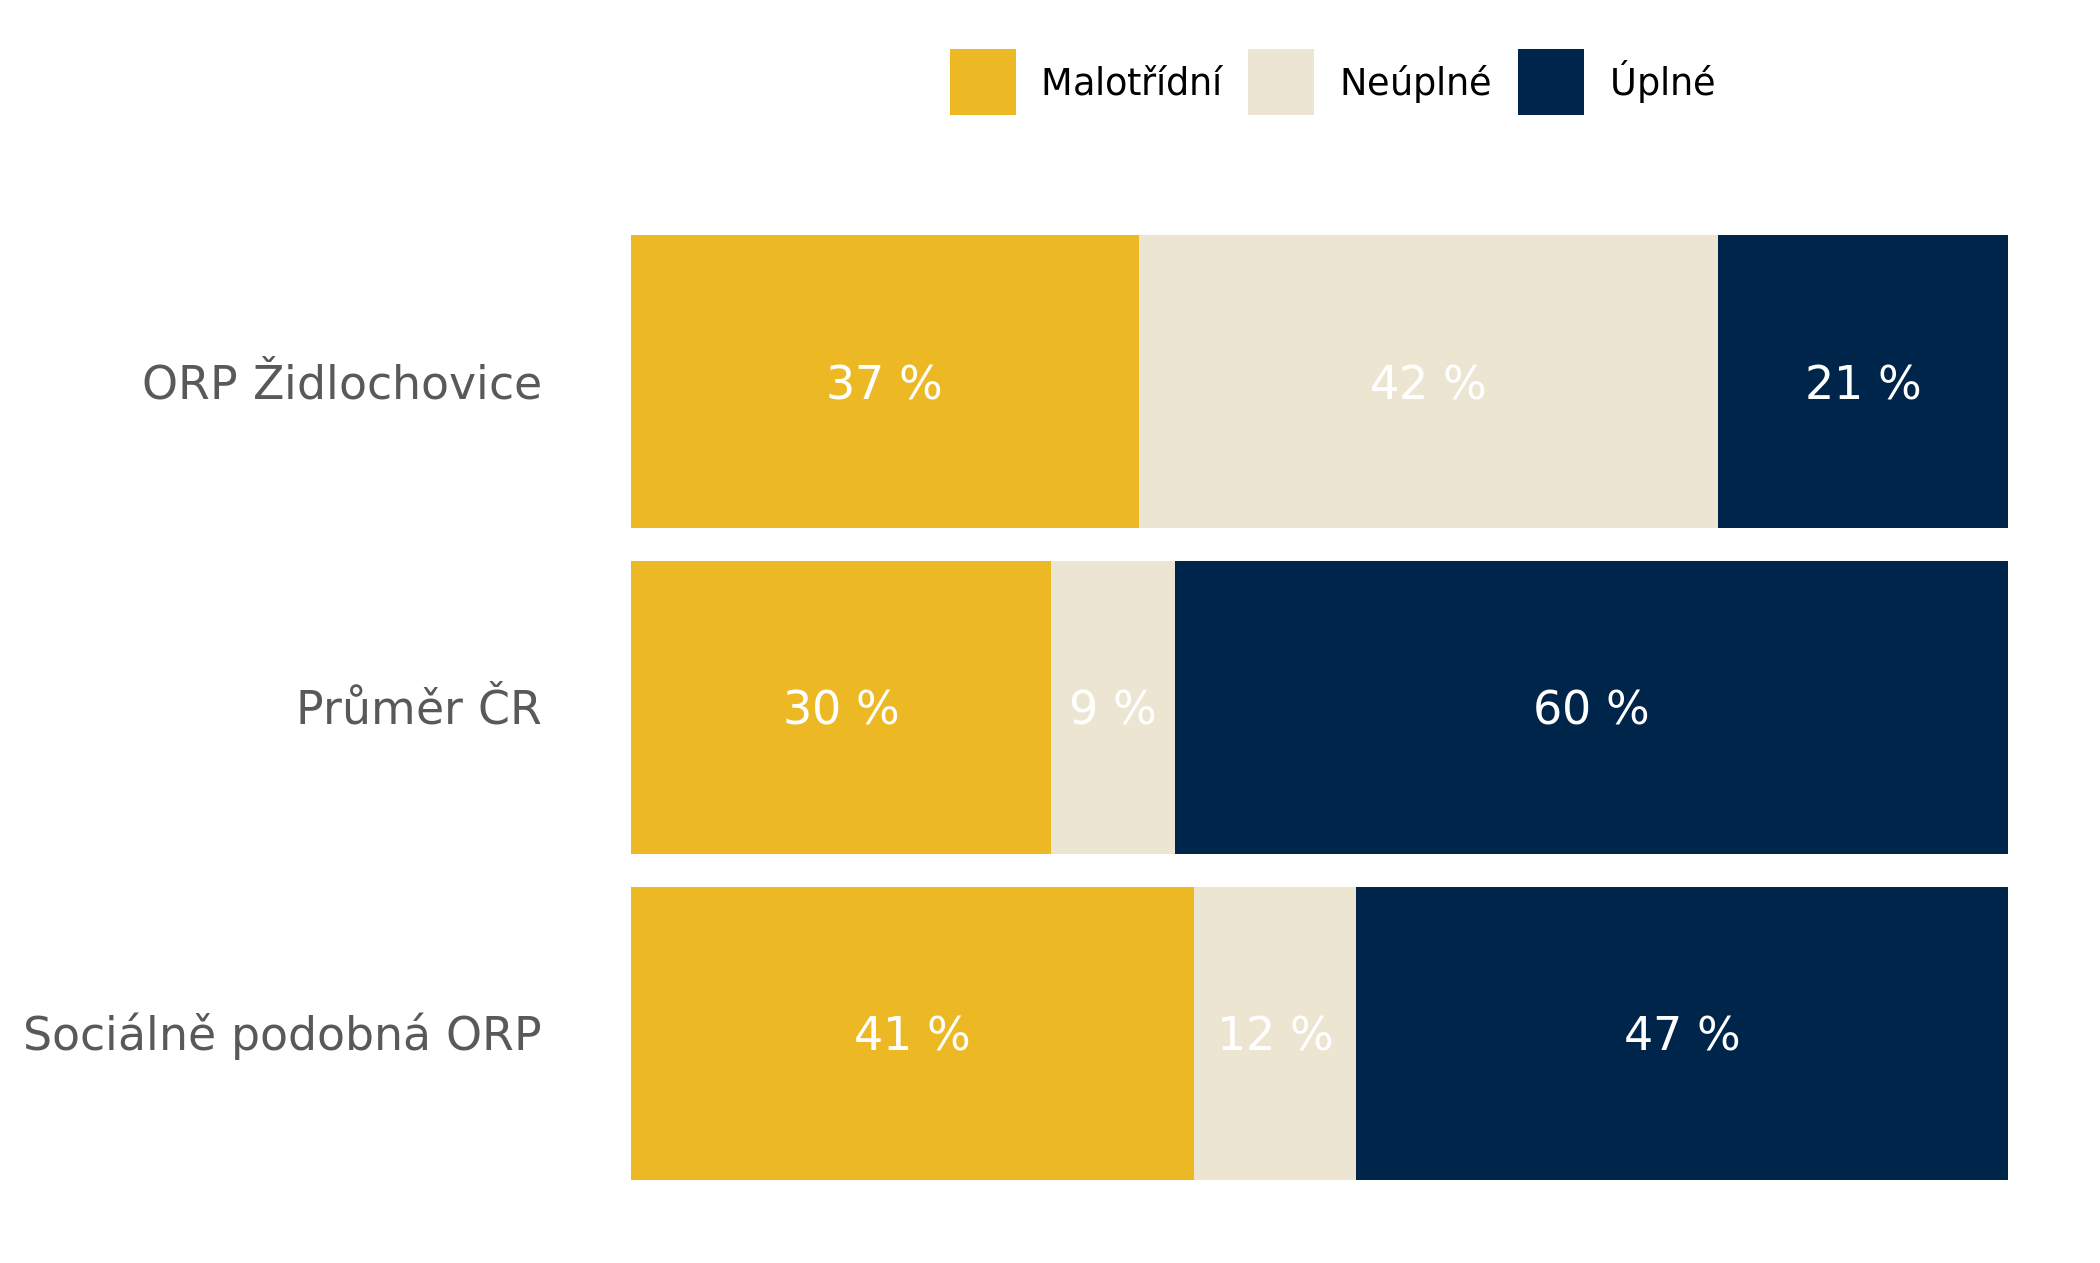 Malotřídní Neúplné Úplné
ORP Židlochovice 37 % 42 % 21 %
Průměr ČR 30 % 9 % 60 %
Sociálně podobná ORP 41 % 12 % 47 %